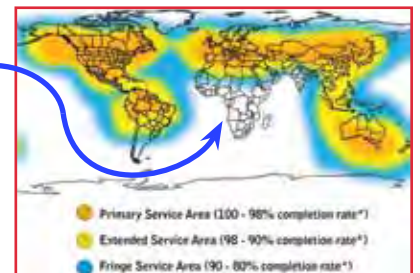 Primary Service Area (100 - 98% completion rate*)
Extended Service Area (98 - 90% completion rate*)
Fringe Service Area (90 - 80% completion rate*)